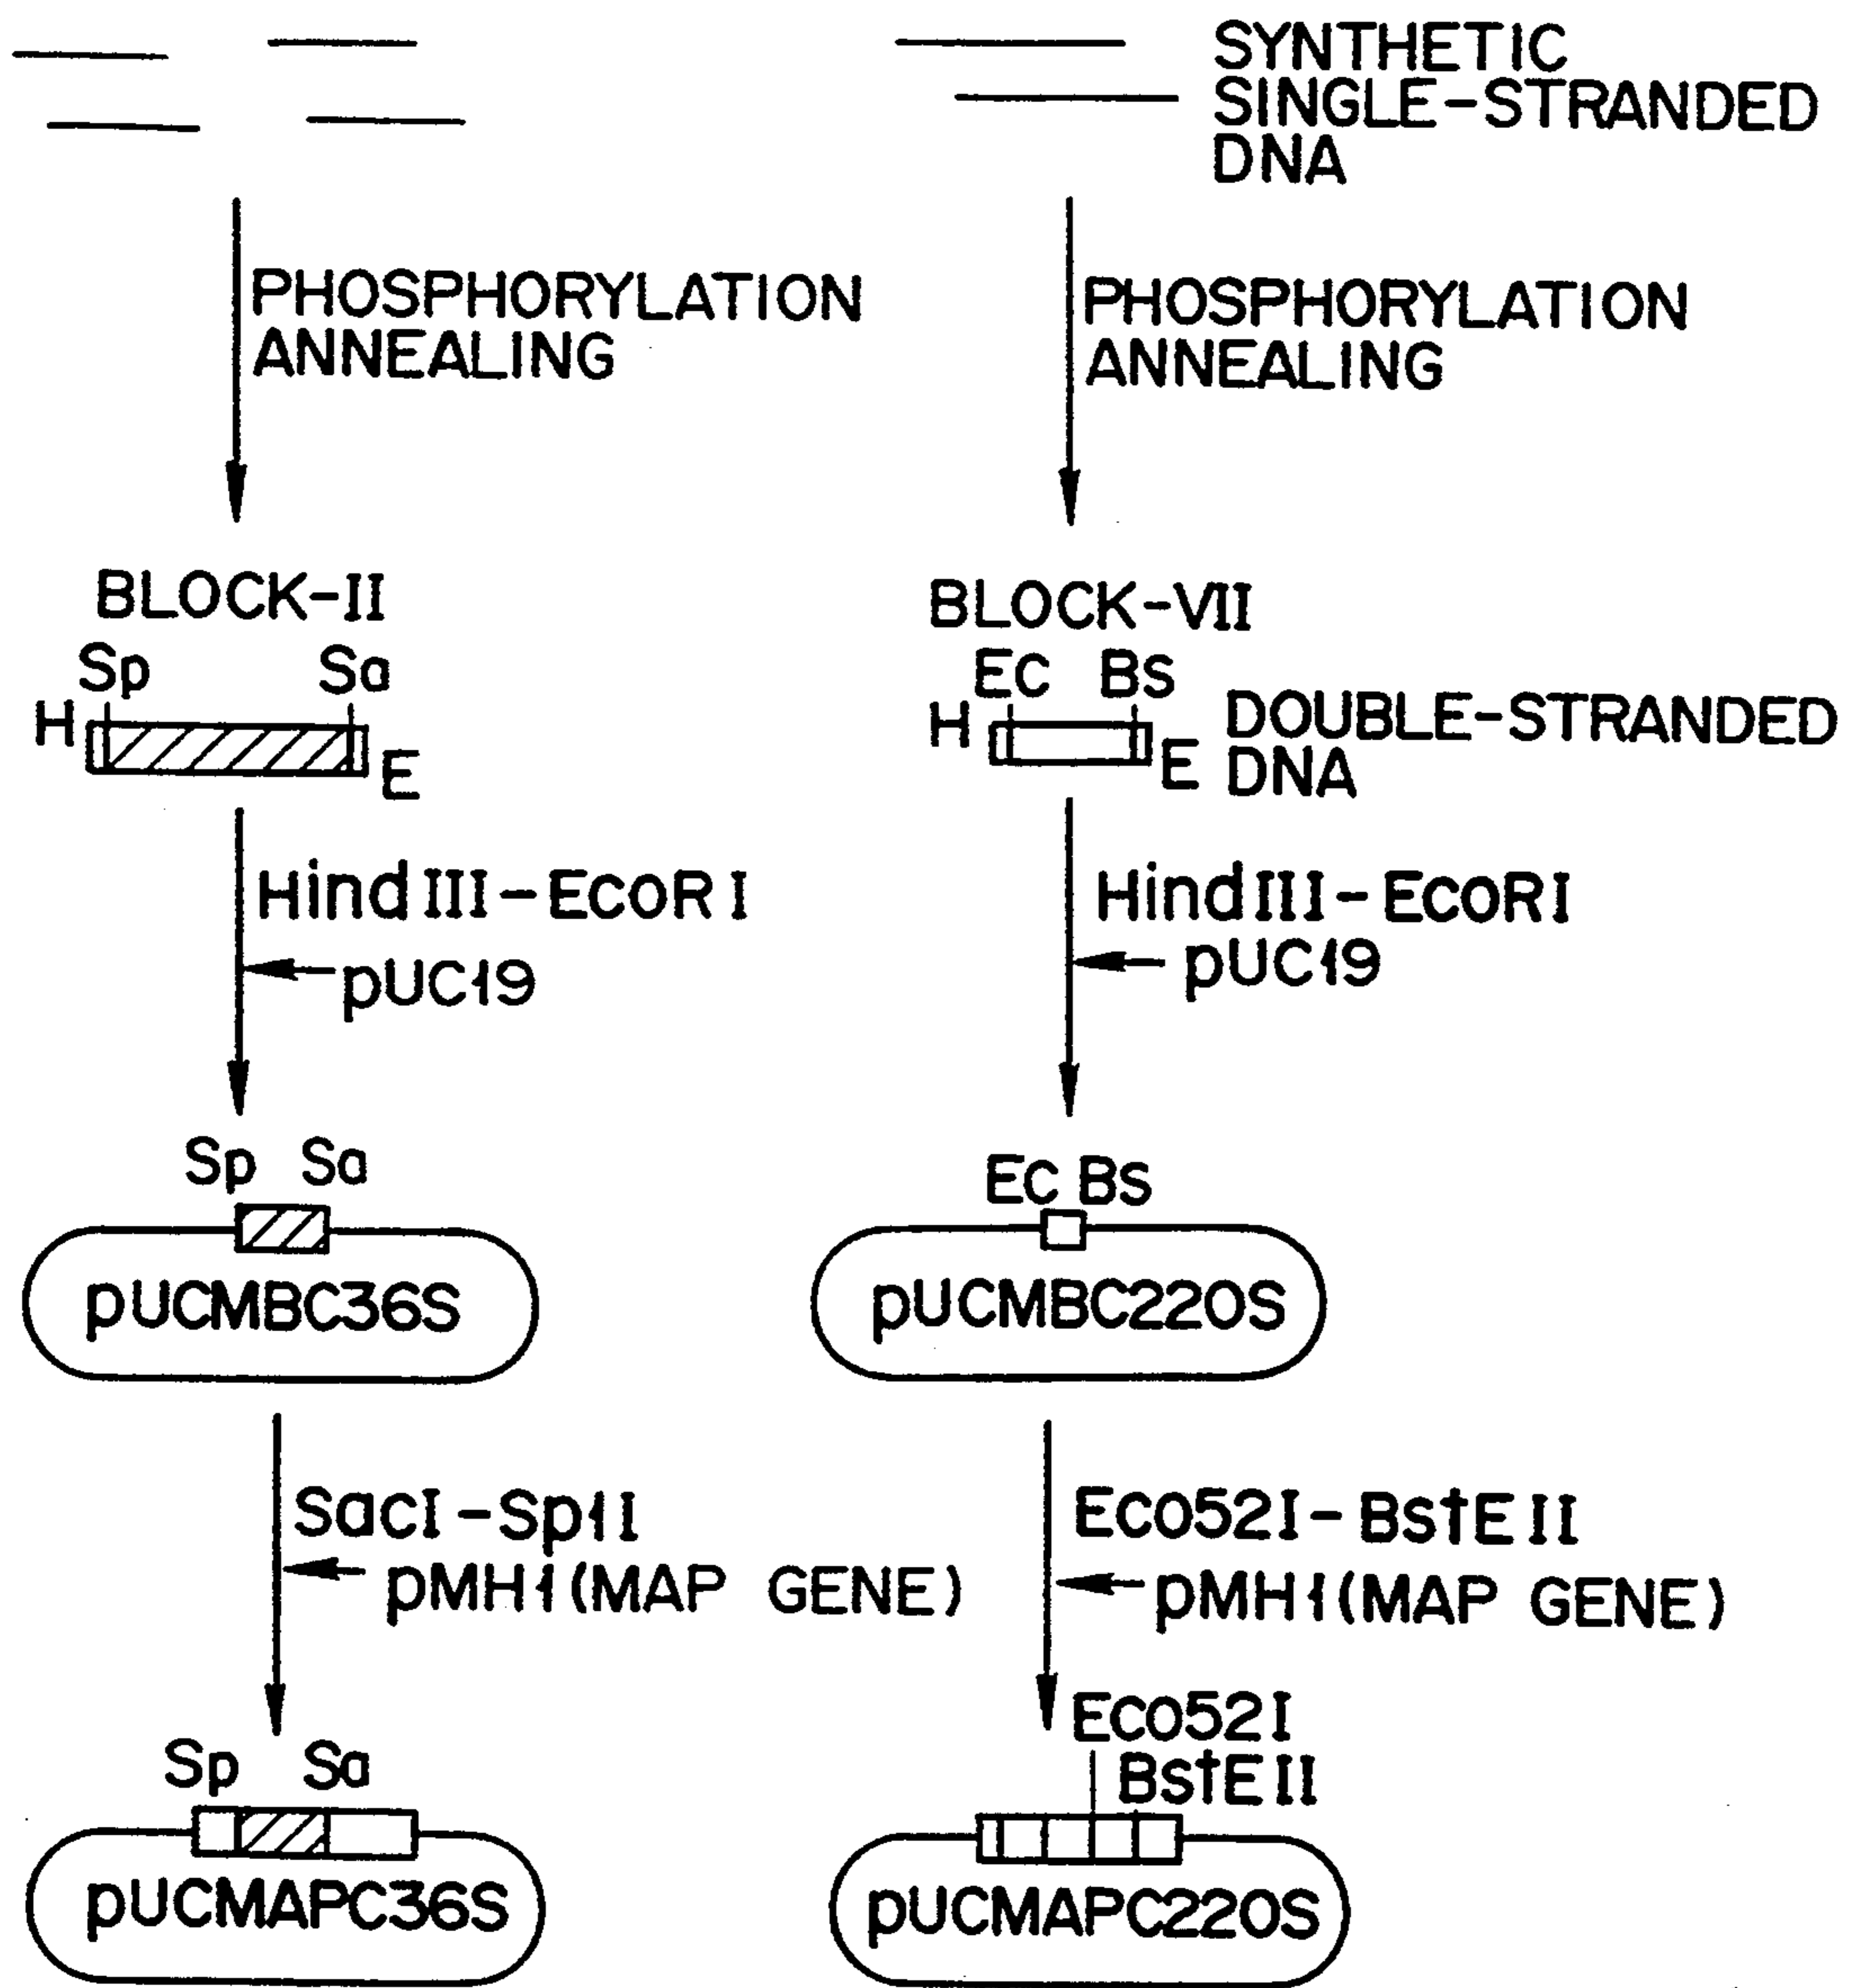 SYNTHETIC
SINGLE-STRANDED
DNA
PHOSPHORYLATION
ANNEALING
PHOSPHORYLATION
ANNEALING
BLOCK-II
Sp Sa
H
E
BLOCK-VII
EC BS
H
E
DOUBLE-STRANDED
DNA
HindIII-ECORI
pUC19
HindIII-ECORI
pUC19
Sp Sa
pUCMBC36S
EC BS
pUCMBC220S
SacI-Sp1I
pMH1(MAP GENE)
ECO52I-BstEII
pMH1(MAP GENE)
Sp Sa
pUCMAPC36S
ECO52I
BstEII
pUCMAPC220S